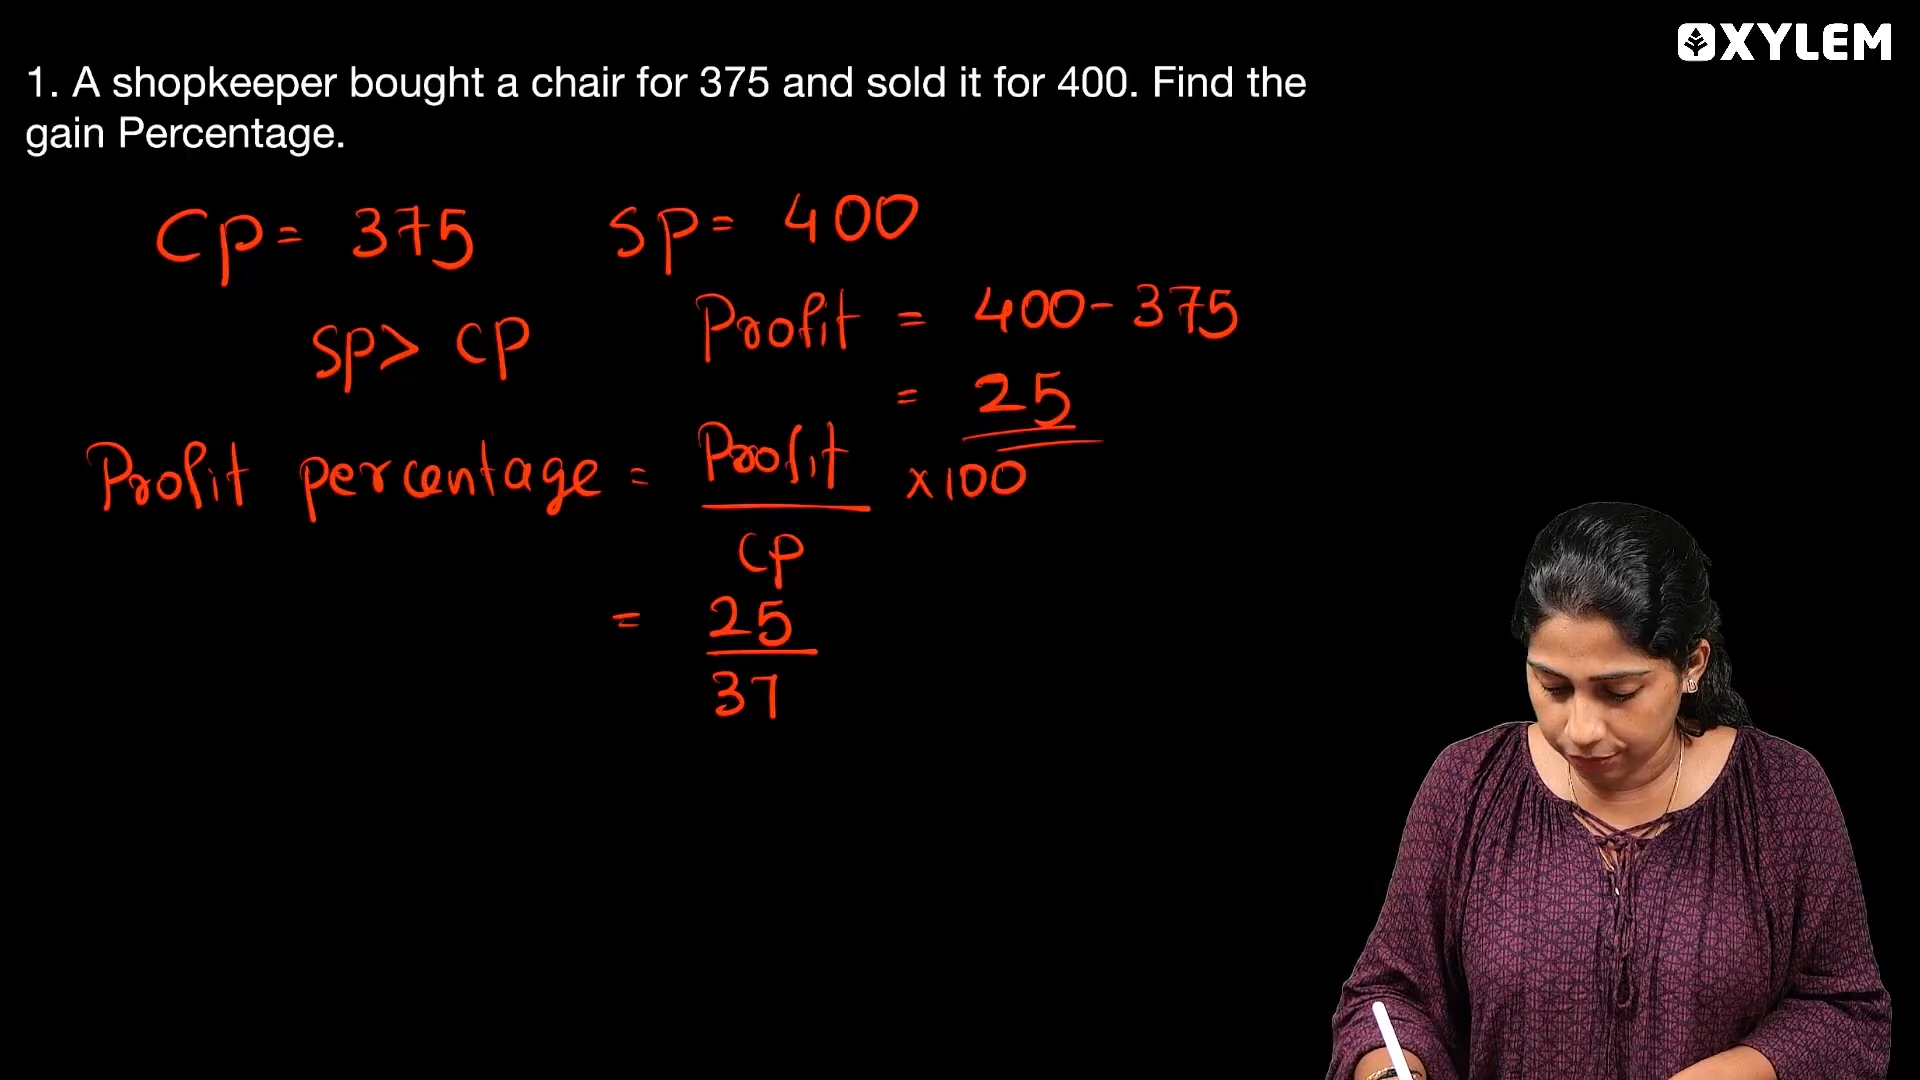 OXYLEM
1. A shopkeeper bought a chair for 375 and sold it for 400. Find the
gain Percentage.
Cp = 375 SP = 400
SP > CP Profit = 400 - 375
= 25
Profit percentage = Profit / CP × 100
= 25 / 37